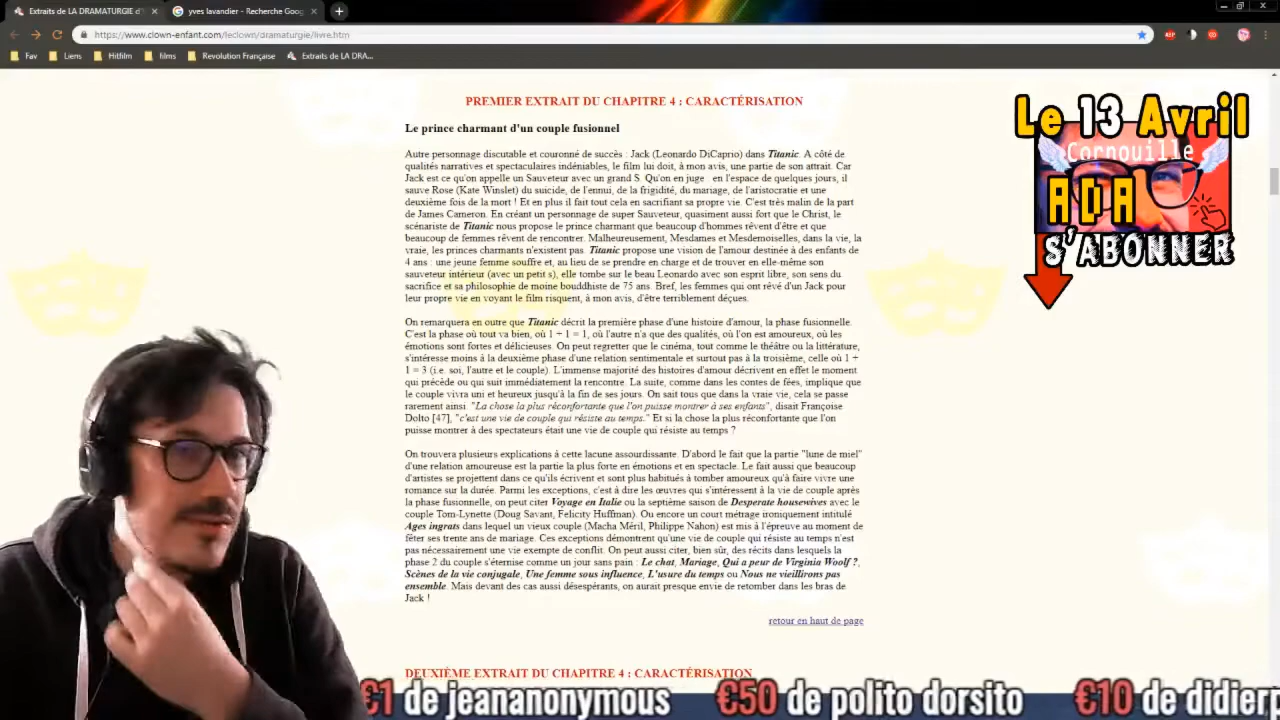 Extraits de LA DRAMATURGIE d'
yves lavandier - Recherche Goog
https://www.clown-enfant.com/leclown/dramaturgie/livre.htm
Fav
Liens
Hitfilm
films
Revolution Française
Extraits de LA DRA...
PREMIER EXTRAIT DU CHAPITRE 4 : CARACTÉRISATION
Le prince charmant d'un couple fusionnel
Autre personnage discutable et couronné de succès : Jack (Leonardo DiCaprio) dans Titanic. A côté de
qualités narratives et spectaculaires indéniables, le film lui doit, à mon avis, une partie de son attrait. Car
Jack est ce qu'on appelle un Sauveteur avec un grand S. Qu'on en juge : en l'espace de quelques jours, il
sauve Rose (Kate Winslet) du suicide, de l'ennui, de la frigidité, du mariage, de l'aristocratie et une
deuxième fois de la mort ! Et en plus il fait tout cela en sacrifiant sa propre vie. C'est très malin de la part
de James Cameron. En créant un personnage de super Sauveteur, quasiment aussi fort que le Christ, le
scénariste de Titanic nous propose le prince charmant que beaucoup d'hommes rêvent d'être et que
beaucoup de femmes rêvent de rencontrer. Malheureusement, Mesdames et Mesdemoiselles, dans la vie, la
vraie, les princes charmants n'existent pas. Titanic propose une vision de l'amour destinée à des enfants de
4 ans : une jeune femme souffre et, au lieu de se prendre en charge et de trouver en elle-même son
sauveteur intérieur (avec un petit s), elle tombe sur le beau Leonardo avec son esprit libre, son sens du
sacrifice et sa philosophie de moine bouddhiste de 75 ans. Bref, les femmes qui ont rêvé d'un Jack pour
leur propre vie en voyant le film risquent, à mon avis, d'être terriblement déçues.
On remarquera en outre que Titanic décrit la première phase d'une histoire d'amour, la phase fusionnelle.
C'est la phase où tout va bien, où 1 + 1 = 1, où l'autre n'a que des qualités, où l'on est amoureux, où les
émotions sont fortes et délicieuses. On peut regretter que le cinéma, tout comme le théâtre ou la littérature,
s'intéresse moins à la deuxième phase d'une relation sentimentale et surtout pas à la troisième, celle où 1 +
1 = 3 (i.e. soi, l'autre et le couple). L'immense majorité des histoires d'amour décrivent en effet le moment
qui précède ou qui suit immédiatement la rencontre. La suite, comme dans les contes de fées, implique que
le couple vivra uni et heureux jusqu'à la fin de ses jours. On sait tous que dans la vraie vie, cela se passe
rarement ainsi. "La chose la plus réconfortante que l'on puisse montrer à ses enfants", disait Françoise
Dolto [47], "c'est une vie de couple qui résiste au temps." Et si la chose la plus réconfortante que l'on
puisse montrer à des spectateurs était une vie de couple qui résiste au temps ?
On trouvera plusieurs explications à cette lacune assourdissante. D'abord le fait que la partie "lune de miel"
d'une relation amoureuse est la partie la plus forte en émotions et en spectacle. Le fait aussi que beaucoup
d'artistes se projettent dans ce qu'ils écrivent et sont plus habitués à tomber amoureux qu'à faire vivre une
romance sur la durée. Parmi les exceptions, c'est à dire les œuvres qui s'intéressent à la vie de couple après
la phase fusionnelle, on peut citer Voyage en Italie ou la septième saison de Desperate housewives avec le
couple Tom-Lynette (Doug Savant, Felicity Huffman). Ou encore un court métrage ironiquement intitulé
Ages ingrats dans lequel un vieux couple (Macha Méril, Philippe Nahon) est mis à l'épreuve au moment de
fêter ses trente ans de mariage. Ces exceptions démontrent qu'une vie de couple qui résiste au temps n'est
pas nécessairement une vie exempte de conflit. On peut aussi citer, bien sûr, des récits dans lesquels la
phase 2 du couple s'éternise comme un jour sans pain : Le chat, Mariage, Qui a peur de Virginia Woolf ?,
Scènes de la vie conjugale, Une femme sous influence, L'usure du temps ou Nous ne vieillirons pas
ensemble. Mais devant des cas aussi désespérants, on aurait presque envie de retomber dans les bras de
Jack !
retour en haut de page
DEUXIÈME EXTRAIT DU CHAPITRE 4 : CARACTÉRISATION
Le 13 Avril
Cornouille
ADA
S'ABONNER
€1 de jeananonymous €50 de polito dorsito €10 de didierp